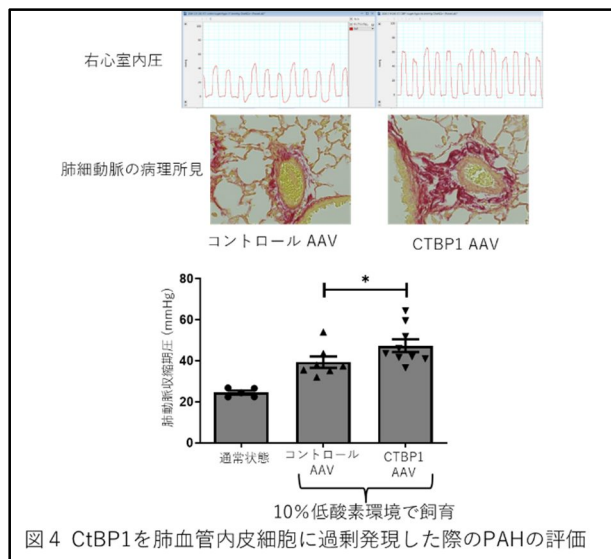 右心室内圧
肺細動脈の病理所見
コントロール AAV
CTBP1 AAV
*
肺動脈収縮期圧 (mmHg)
80
60
40
20
0
通常状態
コントロール
AAV
CTBP1
AAV
10%低酸素環境で飼育
図4 CtBP1を肺血管内皮細胞に過剰発現した際のPAHの評価